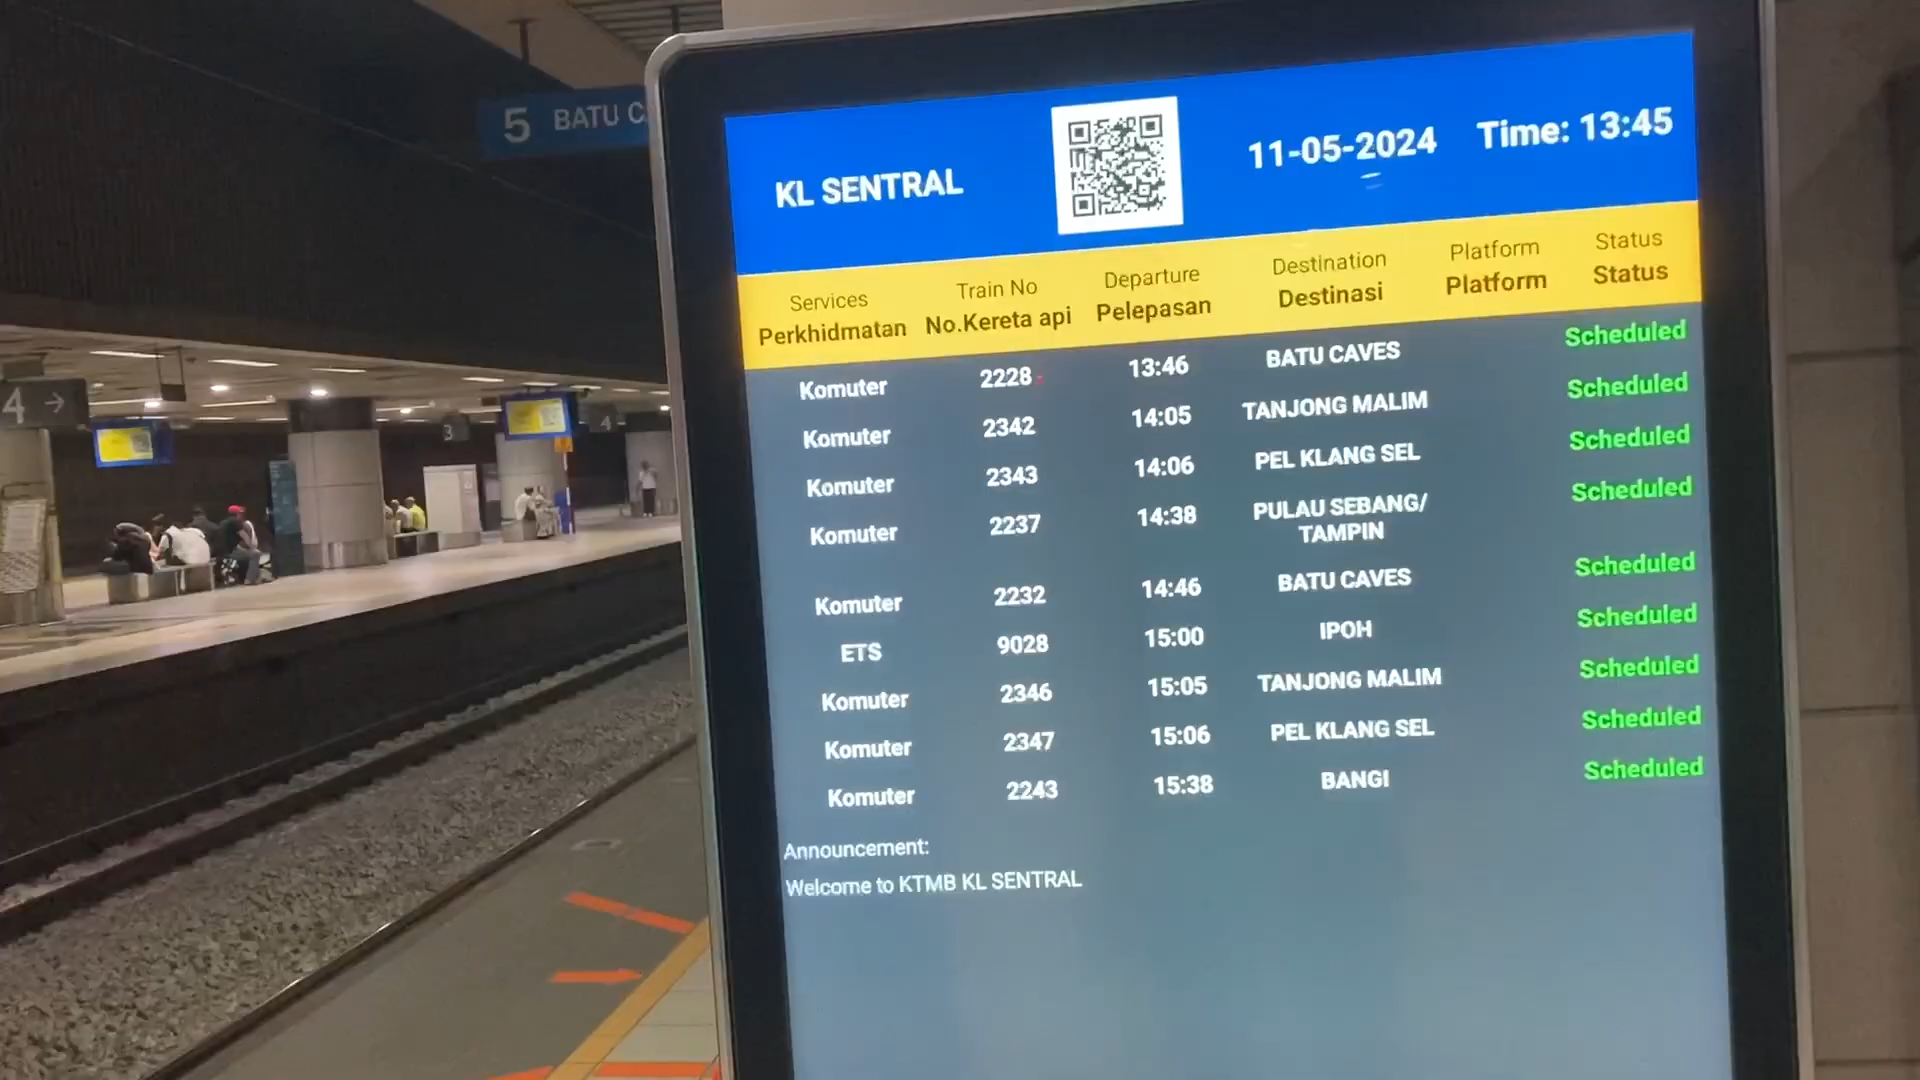 5 BATU C
4 →
3
4
KL SENTRAL
11-05-2024 Time: 13:45
Services Train No Departure Destination Platform Status
Perkhidmatan No.Kereta api Pelepasan Destinasi Platform Status
Komuter 2228 13:46 BATU CAVES Scheduled
Komuter 2342 14:05 TANJONG MALIM Scheduled
Komuter 2343 14:06 PEL KLANG SEL Scheduled
Komuter 2237 14:38 PULAU SEBANG/ Scheduled
TAMPIN
Komuter 2232 14:46 BATU CAVES Scheduled
ETS 9028 15:00 IPOH Scheduled
Komuter 2346 15:05 TANJONG MALIM Scheduled
Komuter 2347 15:06 PEL KLANG SEL Scheduled
Komuter 2243 15:38 BANGI Scheduled
Announcement:
Welcome to KTMB KL SENTRAL